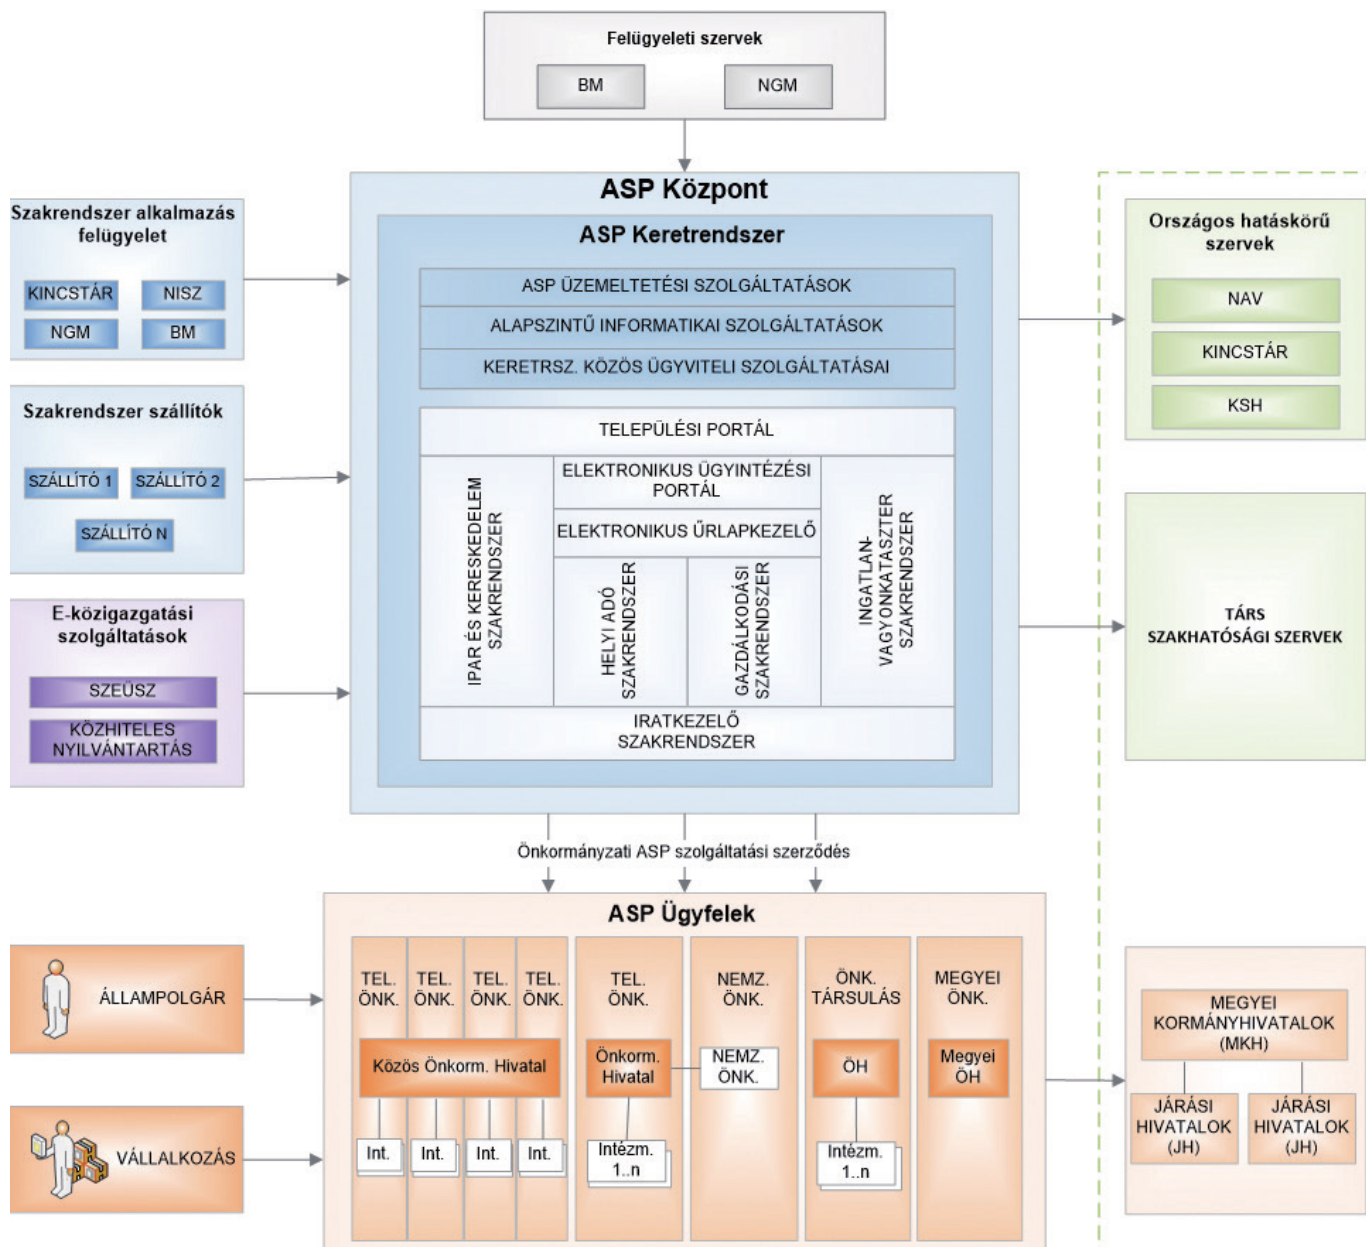 Felügyeleti szervek
BM
NGM
ASP Központ
ASP Keretrendszer
ASP ÜZEMELTETÉSI SZOLGÁLTATÁSOK
ALAPSZINTŰ INFORMATIKAI SZOLGÁLTATÁSOK
KERETRSZ. KÖZÖS ÜGYVITELI SZOLGÁLTATÁSAI
TELEPÜLÉSI PORTÁL
IPAR ÉS KERESKEDELEM
SZAKRENDSZER
ELEKTRONIKUS ÜGYINTÉZÉSI
PORTÁL
ELEKTRONIKUS ŰRLAPKEZELŐ
HELYI ADÓ
SZAKRENDSZER
GAZDÁLKODÁSI
SZAKRENDSZER
INGATLAN-
VAGYONKATASZTER
SZAKRENDSZER
IRATKEZELŐ
SZAKRENDSZER
Szakrendszer alkalmazás
felügyelet
KINCSTÁR
NISZ
NGM
BM
Szakrendszer szállítók
SZÁLLÍTÓ 1
SZÁLLÍTÓ 2
SZÁLLÍTÓ N
E-közigazgatási
szolgáltatások
SZEÜSZ
KÖZHITELES
NYILVÁNTARTÁS
Országos hatáskörű
szervek
NAV
KINCSTÁR
KSH
TÁRS
SZAKHATÓSÁGI SZERVEK
Önkormányzati ASP szolgáltatási szerződés
ASP Ügyfelek
TEL.
ÖNK.
TEL.
ÖNK.
TEL.
ÖNK.
TEL.
ÖNK.
Közös Önkorm. Hivatal
Int.
Int.
Int.
Int.
TEL.
ÖNK.
Önkorm.
Hivatal
Intézm.
1..n
NEMZ.
ÖNK.
NEMZ.
ÖNK.
ÖNK.
TÁRSULÁS
ÖH
Intézm.
1..n
MEGYEI
ÖNK.
Megyei
ÖH
ÁLLAMPOLGÁR
VÁLLALKOZÁS
MEGYEI
KORMÁNYHIVATALOK
(MKH)
JÁRÁSI
HIVATALOK
(JH)
JÁRÁSI
HIVATALOK
(JH)